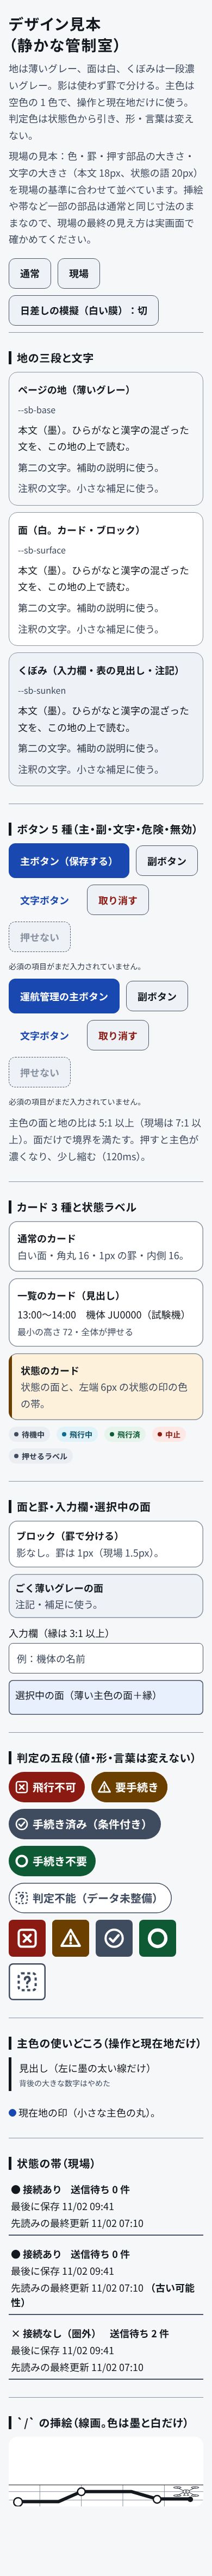 デザイン見本
（静かな管制室）
地は薄いグレー、面は白、くぼみは一段濃
いグレー。影は使わず罫で分ける。主色は
空色の 1 色で、操作と現在地だけに使う。
判定色は状態色から引き、形・言葉は変え
ない。
現場の見本：色・罫・押す部品の大きさ・
文字の大きさ（本文 18px、状態の語 20px）
を現場の基準に合わせて並べています。挿絵
や帯など一部の部品は通常と同じ寸法のま
まなので、現場の最終の見え方は実画面で
確かめてください。
通常
現場
日差しの模擬（白い膜）：切
地の三段と文字
ページの地（薄いグレー）
--sb-base
本文（墨）。ひらがなと漢字の混ざった
文を、この地の上で読む。
第二の文字。補助の説明に使う。
注釈の文字。小さな補足に使う。
面（白。カード・ブロック）
--sb-surface
本文（墨）。ひらがなと漢字の混ざった
文を、この地の上で読む。
第二の文字。補助の説明に使う。
注釈の文字。小さな補足に使う。
くぼみ（入力欄・表の見出し・注記）
--sb-sunken
本文（墨）。ひらがなと漢字の混ざった
文を、この地の上で読む。
第二の文字。補助の説明に使う。
注釈の文字。小さな補足に使う。
ボタン 5 種（主・副・文字・危険・無効）
主ボタン（保存する）
副ボタン
文字ボタン
取り消す
押せない
必須の項目がまだ入力されていません。
運航管理の主ボタン
副ボタン
文字ボタン
取り消す
押せない
必須の項目がまだ入力されていません。
主色の面と地の比は 5:1 以上（現場は 7:1 以
上）。面だけで境界を満たす。押すと主色が
濃くなり、少し縮む（120ms）。
カード 3 種と状態ラベル
通常のカード
白い面・角丸 16・1px の罫・内側 16。
一覧のカード（見出し）
13:00〜14:00　機体 JU0000（試験機）
最小の高さ 72・全体が押せる
状態のカード
状態の面と、左端 6px の状態の印の色
の帯。
待機中
飛行中
飛行済
中止
押せるラベル
面と罫・入力欄・選択中の面
ブロック（罫で分ける）
影なし。罫は 1px（現場 1.5px）。
ごく薄いグレーの面
注記・補足に使う。
入力欄（縁は 3:1 以上）
例：機体の名前
選択中の面（薄い主色の面＋縁）
判定の五段（値・形・言葉は変えない）
飛行不可
要手続き
手続き済み（条件付き）
手続き不要
判定不能（データ未整備）
主色の使いどころ（操作と現在地だけ）
見出し（左に墨の太い線だけ）
背後の大きな数字はやめた
現在地の印（小さな主色の丸）。
状態の帯（現場）
● 接続あり　送信待ち 0 件
最後に保存 11/02 09:41
先読みの最終更新 11/02 07:10
● 接続あり　送信待ち 0 件
最後に保存 11/02 09:41
先読みの最終更新 11/02 07:10 （古い可能
性）
× 接続なし（圏外）　送信待ち 2 件
最後に保存 11/02 09:41
先読みの最終更新 11/02 07:10
`/` の挿絵（線画。色は墨と白だけ）